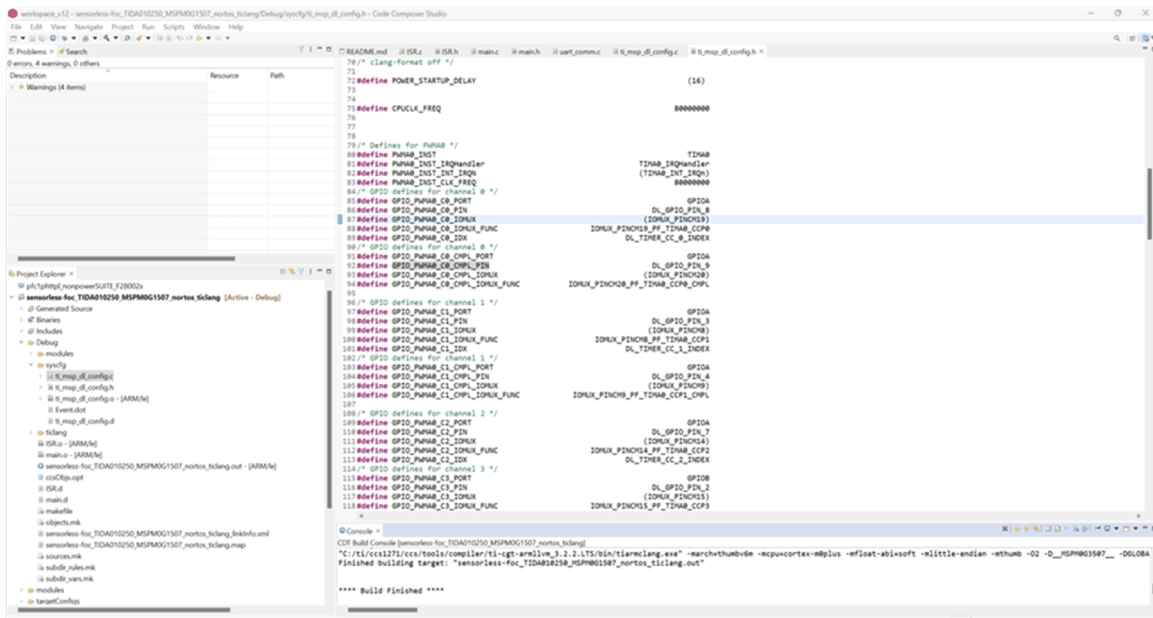 workspace_v12 - sensorless-foc_TIDA010250_MSPM0G1507_nortos_ticlang/Debug/syscfg/ti_msp_dl_config.h - Code Composer Studio
File Edit View Navigate Project Run Scripts Window Help
Problems × Search
0 errors, 4 warnings, 0 others
Description Resource Path
Warnings (4 items)
Project Explorer ×
pfc1phttpl_nonpowerSUITE_F28002x
sensorless-foc_TIDA010250_MSPM0G1507_nortos_ticlang [Active - Debug]
Generated Source
Binaries
Includes
Debug
modules
syscfg
ti_msp_dl_config.c
ti_msp_dl_config.h
ti_msp_dl_config.o - [ARM/le]
Event.dot
ti_msp_dl_config.d
ticlang
ISR.o - [ARM/le]
main.o - [ARM/le]
sensorless-foc_TIDA010250_MSPM0G1507_nortos_ticlang.out - [ARM/le]
ccsObjs.opt
ISR.d
main.d
makefile
objects.mk
sensorless-foc_TIDA010250_MSPM0G1507_nortos_ticlang_linkInfo.xml
sensorless-foc_TIDA010250_MSPM0G1507_nortos_ticlang.map
sources.mk
subdir_rules.mk
subdir_vars.mk
modules
targetConfigs
README.md ISR.c ISR.h main.c main.h uart_comm.c ti_msp_dl_config.c ti_msp_dl_config.h ×
70 /* clang-format off */
71
72 #define POWER_STARTUP_DELAY (16)
73
74
75 #define CPUCLK_FREQ 80000000
76
77
78
79 /* Defines for PWMA0 */
80 #define PWMA0_INST TIMA0
81 #define PWMA0_INST_IRQHandler TIMA0_IRQHandler
82 #define PWMA0_INST_INT_IRQN (TIMA0_INT_IRQn)
83 #define PWMA0_INST_CLK_FREQ 80000000
84 /* GPIO defines for channel 0 */
85 #define GPIO_PWMA0_C0_PORT GPIOA
86 #define GPIO_PWMA0_C0_PIN DL_GPIO_PIN_8
87 #define GPIO_PWMA0_C0_IOMUX (IOMUX_PINCM19)
88 #define GPIO_PWMA0_C0_IOMUX_FUNC IOMUX_PINCM19_PF_TIMA0_CCP0
89 #define GPIO_PWMA0_C0_IDX DL_TIMER_CC_0_INDEX
90 /* GPIO defines for channel 0 */
91 #define GPIO_PWMA0_C0_CMPL_PORT GPIOA
92 #define GPIO_PWMA0_C0_CMPL_PIN DL_GPIO_PIN_9
93 #define GPIO_PWMA0_C0_CMPL_IOMUX (IOMUX_PINCM20)
94 #define GPIO_PWMA0_C0_CMPL_IOMUX_FUNC IOMUX_PINCM20_PF_TIMA0_CCP0_CMPL
95
96 /* GPIO defines for channel 1 */
97 #define GPIO_PWMA0_C1_PORT GPIOA
98 #define GPIO_PWMA0_C1_PIN DL_GPIO_PIN_3
99 #define GPIO_PWMA0_C1_IOMUX (IOMUX_PINCM8)
100 #define GPIO_PWMA0_C1_IOMUX_FUNC IOMUX_PINCM8_PF_TIMA0_CCP1
101 #define GPIO_PWMA0_C1_IDX DL_TIMER_CC_1_INDEX
102 /* GPIO defines for channel 1 */
103 #define GPIO_PWMA0_C1_CMPL_PORT GPIOA
104 #define GPIO_PWMA0_C1_CMPL_PIN DL_GPIO_PIN_4
105 #define GPIO_PWMA0_C1_CMPL_IOMUX (IOMUX_PINCM9)
106 #define GPIO_PWMA0_C1_CMPL_IOMUX_FUNC IOMUX_PINCM9_PF_TIMA0_CCP1_CMPL
107
108 /* GPIO defines for channel 2 */
109 #define GPIO_PWMA0_C2_PORT GPIOA
110 #define GPIO_PWMA0_C2_PIN DL_GPIO_PIN_7
111 #define GPIO_PWMA0_C2_IOMUX (IOMUX_PINCM14)
112 #define GPIO_PWMA0_C2_IOMUX_FUNC IOMUX_PINCM14_PF_TIMA0_CCP2
113 #define GPIO_PWMA0_C2_IDX DL_TIMER_CC_2_INDEX
114 /* GPIO defines for channel 3 */
115 #define GPIO_PWMA0_C3_PORT GPIOB
116 #define GPIO_PWMA0_C3_PIN DL_GPIO_PIN_2
117 #define GPIO_PWMA0_C3_IOMUX (IOMUX_PINCM15)
118 #define GPIO_PWMA0_C3_IOMUX_FUNC IOMUX_PINCM15_PF_TIMA0_CCP3
Console ×
CDT Build Console [sensorless-foc_TIDA010250_MSPM0G1507_nortos_ticlang]
"C:/ti/ccs1271/ccs/tools/compiler/ti-cgt-armllvm_3.2.2.LTS/bin/tiarmclang.exe" -march=thumbv6m -mcpu=cortex-m0plus -mfloat-abi=soft -mlittle-endian -mthumb -O2 -D__MSPM0G3507__ -DGLOBA
Finished building target: "sensorless-foc_TIDA010250_MSPM0G1507_nortos_ticlang.out"
**** Build Finished ****